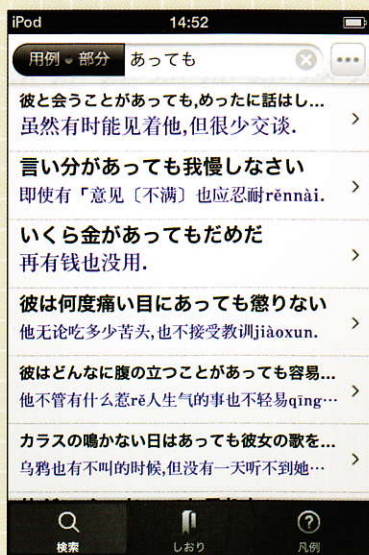 iPod 14:52
用例 部分 あっても
彼と会うことがあっても,めったに話はし...
虽然有时能见着他,但很少交谈.
言い分があっても我慢しなさい
即使有「意见〔不满〕也应忍耐rěnnài.
いくら金があってもだめだ
再有钱也没用.
彼は何度痛い目にあっても懲りない
他无论吃多少苦头,也不接受教训jiàoxun.
彼はどんなに腹の立つことがあっても容易...
他不管有什么惹rě人生气的事也不轻易qīng…
カラスの鳴かない日はあっても彼女の歌を...
乌鸦也有不叫的时候,但没有一天听不到她…
検索 しおり 凡例